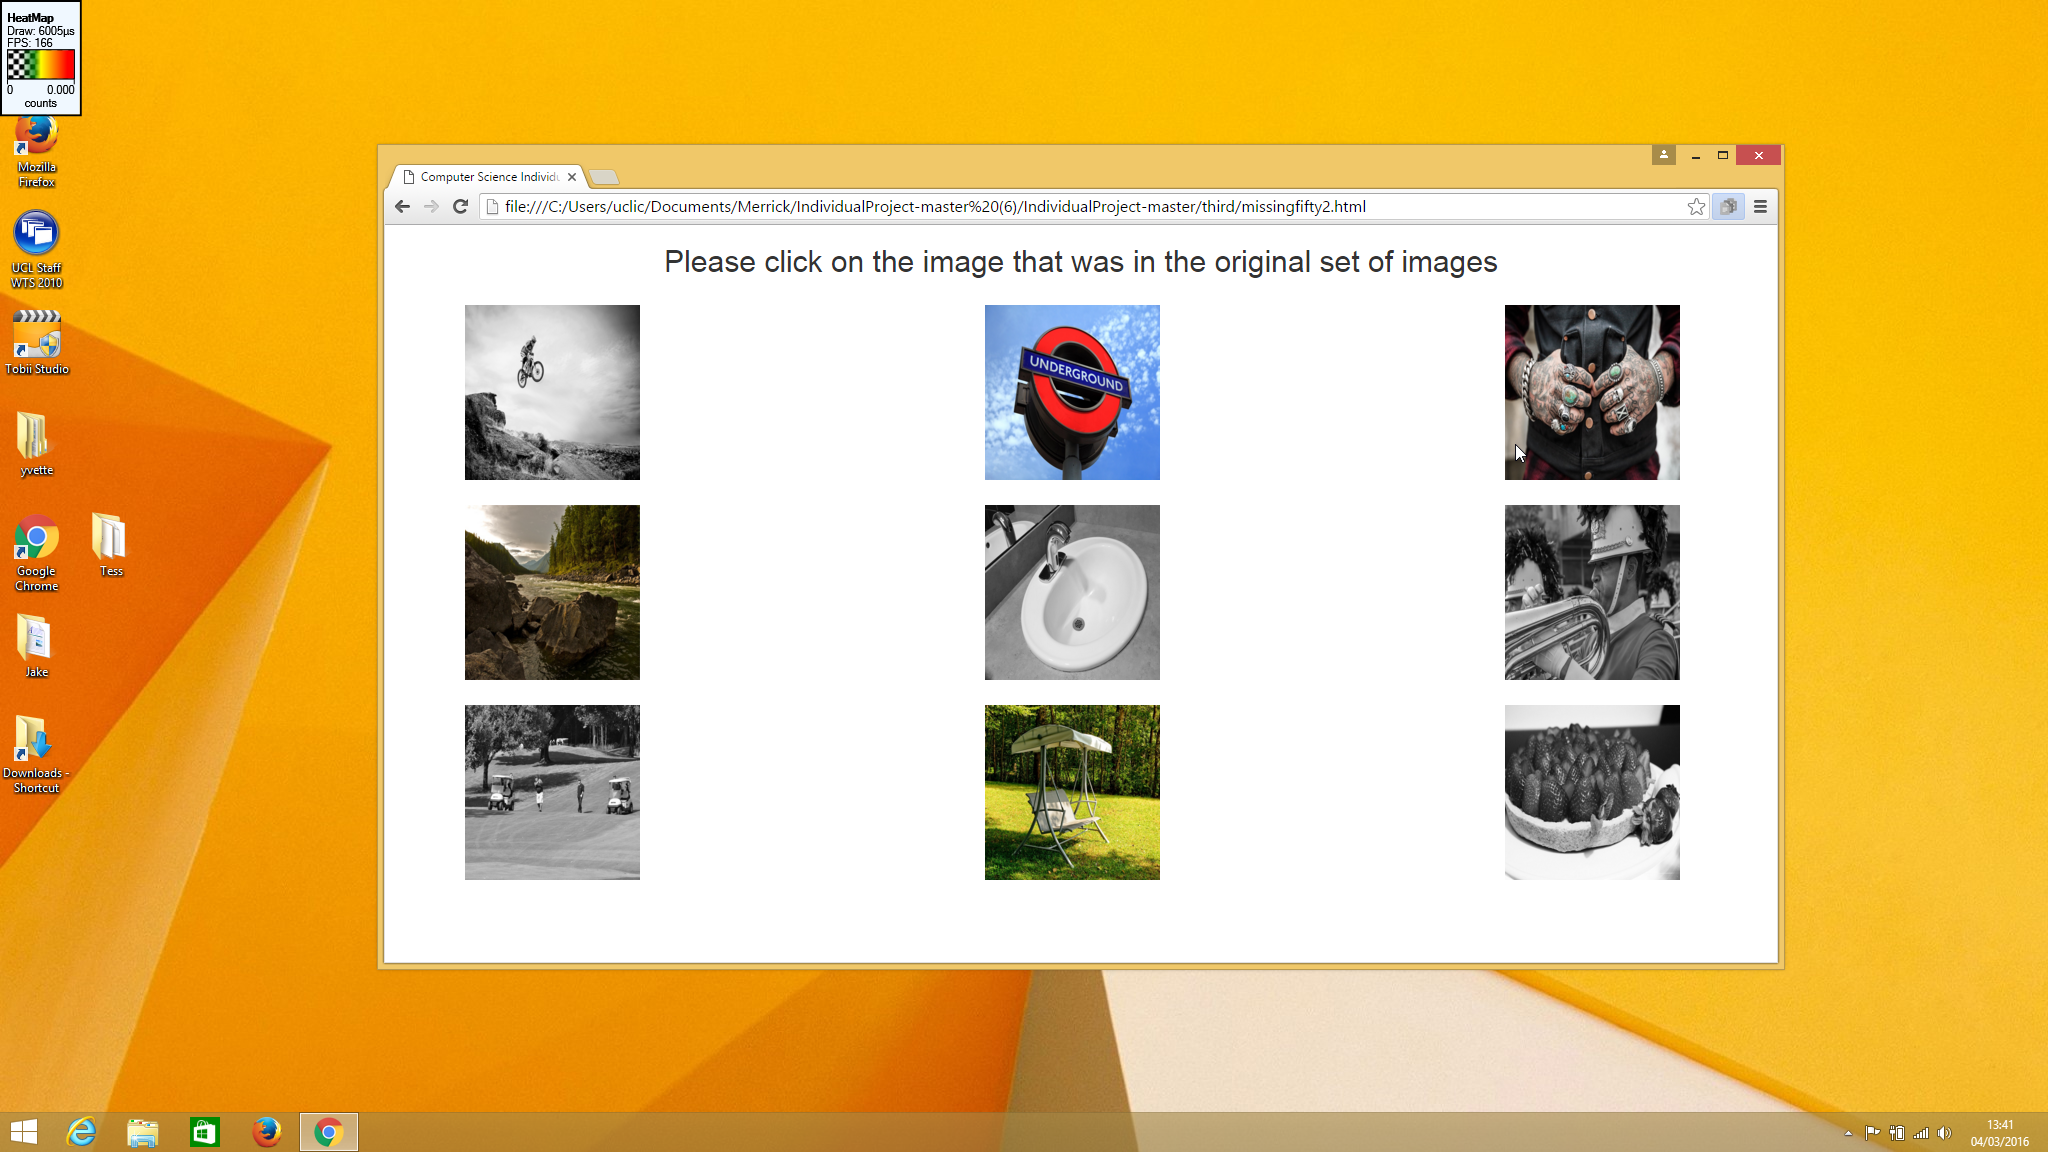 HeatMap
Draw: 6005µs
FPS: 166
0 0.000
counts
Mozilla
Firefox
UCL Staff
WTS 2010
Tobii Studio
yvette
Google
Chrome
Tess
Jake
Downloads -
Shortcut
Computer Science Individu
file:///C:/Users/uclic/Documents/Merrick/IndividualProject-master%20(6)/IndividualProject-master/third/missingfifty2.html
Please click on the image that was in the original set of images
UNDERGROUND
13:41
04/03/2016